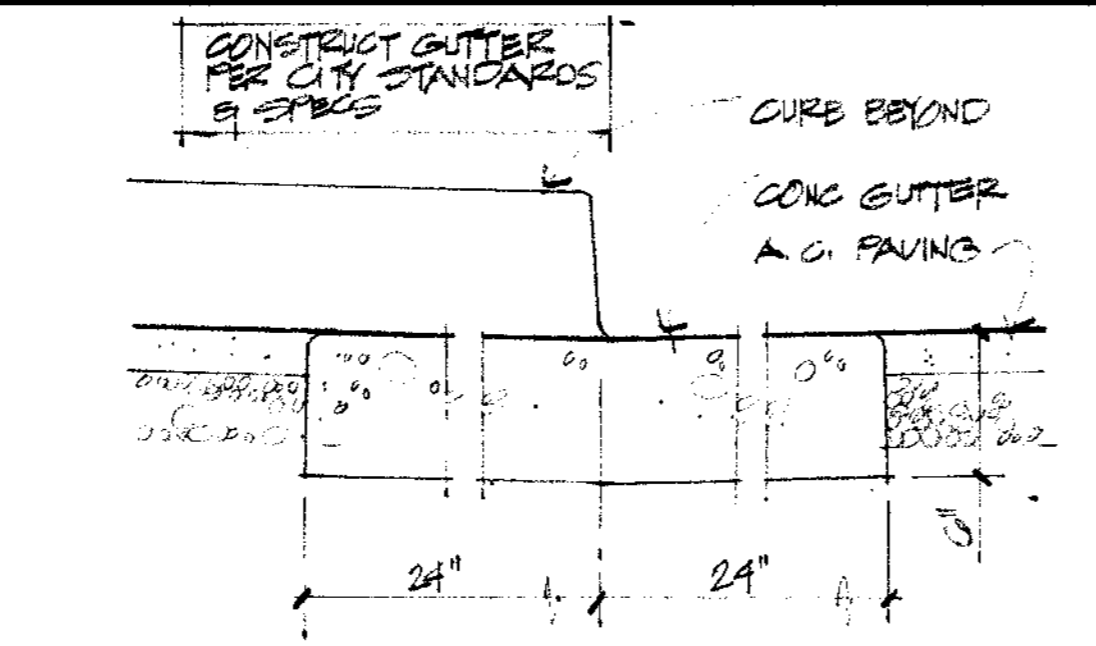 CONSTRUCT GUTTER
PER CITY STANDARDS
& SPECS
CURB BEYOND
CONC GUTTER
A.C. PAVING
24"
24"